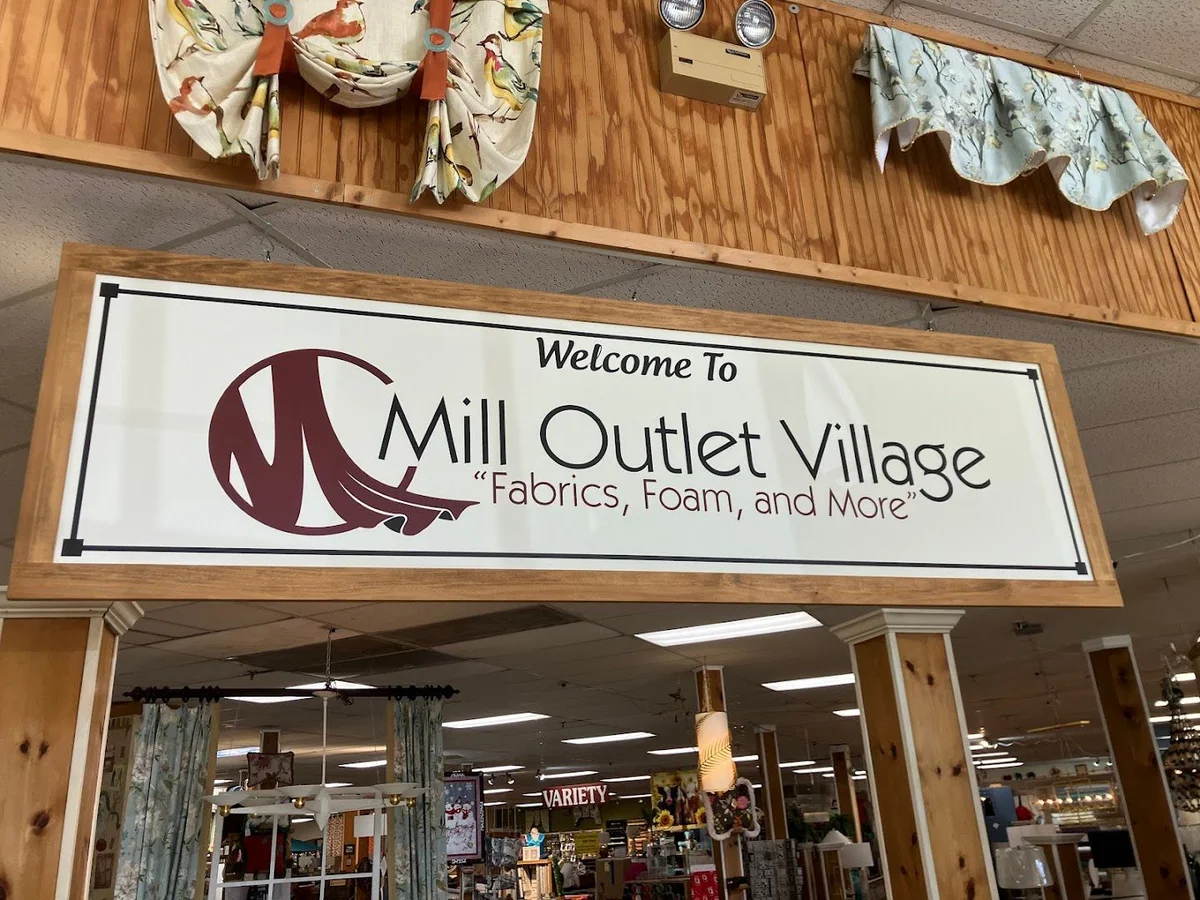 Welcome To
Mill Outlet Village
"Fabrics, Foam, and More"
VARIETY